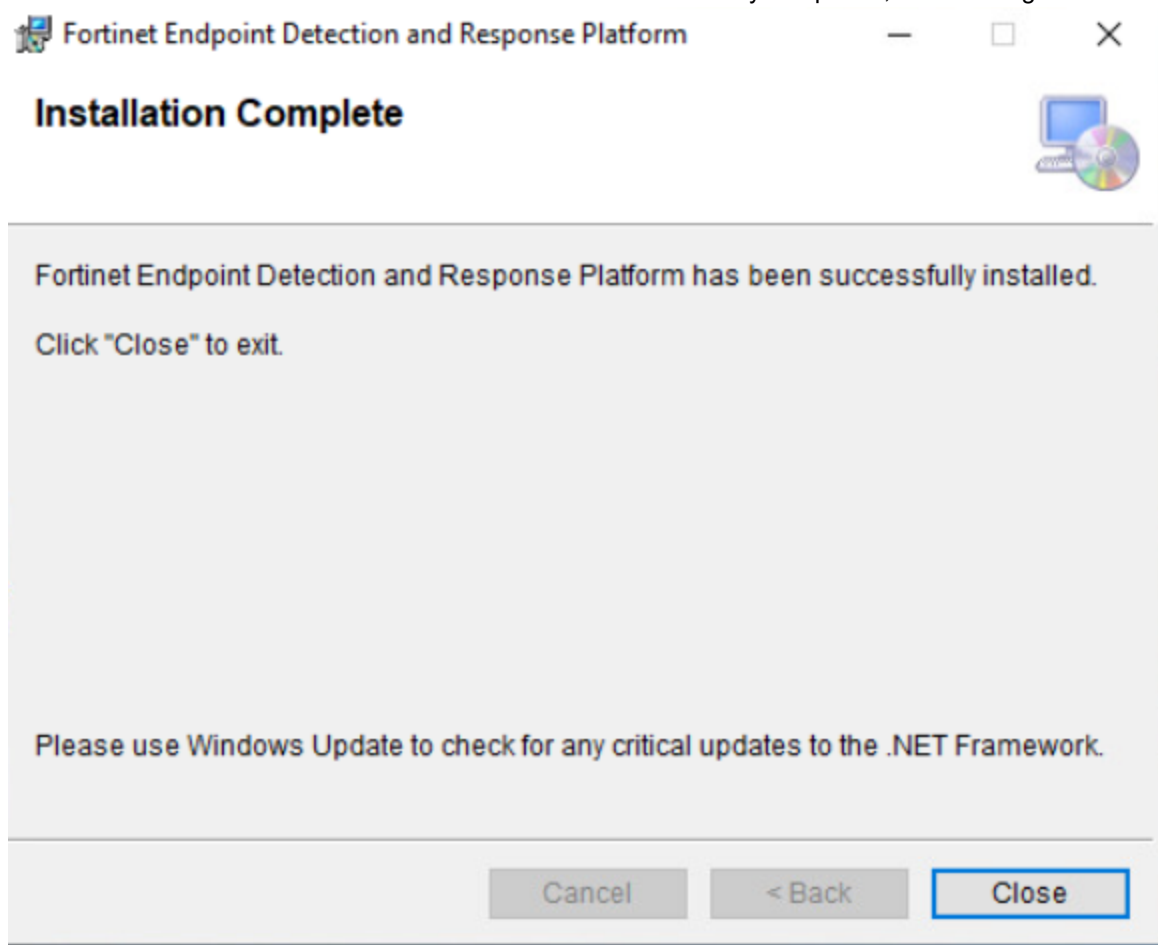 Fortinet Endpoint Detection and Response Platform
Installation Complete
Fortinet Endpoint Detection and Response Platform has been successfully installed.
Click "Close" to exit.
Please use Windows Update to check for any critical updates to the .NET Framework.
Cancel
< Back
Close